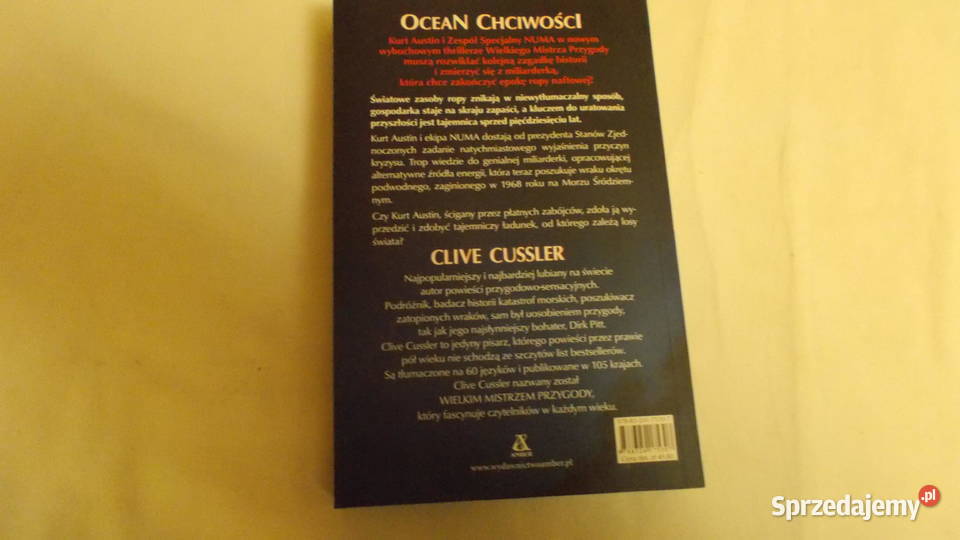 OCEAN CHCIWOŚCI
Kurt Austin i Zespół Specjalny NUMA w nowym
wybuchowym thrillerze Wielkiego Mistrza Przygody
muszą rozwikłać kolejną zagadkę historii
i zmierzyć się z miliarderką,
która chce zakończyć epokę ropy naftowej!
Światowe zasoby ropy znikają w niewytłumaczalny sposób,
gospodarka staje na skraju zapaści, a kluczem do uratowania
przyszłości jest tajemnica sprzed pięćdziesięciu lat.
Kurt Austin i ekipa NUMA dostają od prezydenta Stanów Zjed-
noczonych zadanie natychmiastowego wyjaśnienia przyczyn
kryzysu. Trop wiedzie do genialnej miliarderki, opracowującej
alternatywne źródła energii, która teraz poszukuje wraku okrętu
podwodnego, zaginionego w 1968 roku na Morzu Śródziem-
nym.
Czy Kurt Austin, ścigany przez płatnych zabójców, zdoła ją wy-
przedzić i zdobyć tajemniczy ładunek, od którego zależą losy
świata?
CLIVE CUSSLER
Najpopularniejszy i najbardziej lubiany na świecie
autor powieści przygodowo-sensacyjnych.
Podróżnik, badacz historii katastrof morskich, poszukiwacz
zatopionych wraków, sam był uosobieniem przygody,
tak jak jego najsłynniejszy bohater, Dirk Pitt.
Clive Cussler to jedyny pisarz, którego powieści przez prawie
pół wieku nie schodzą ze szczytów list bestsellerów.
Są tłumaczone na 60 języków i publikowane w 105 krajach.
Clive Cussler nazwany został
WIELKIM MISTRZEM PRZYGODY,
który fascynuje czytelników w każdym wieku.
AMBER
www.wydawnictwoamber.pl
Cena det. zł
Sprzedajemy.pl